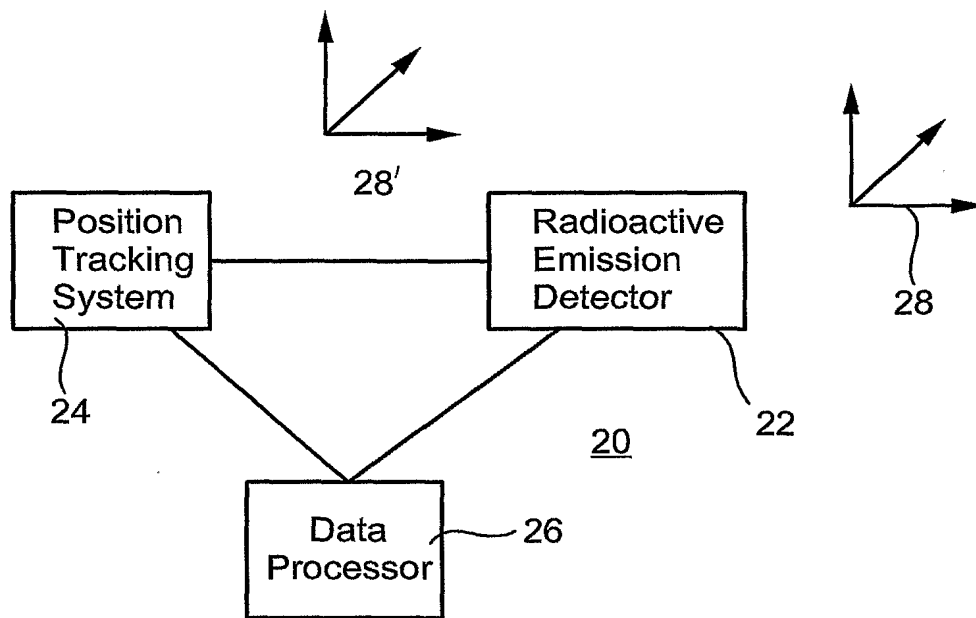 28′
Position
Tracking
System
Radioactive
Emission
Detector
28
24
22
20
Data
Processor
26